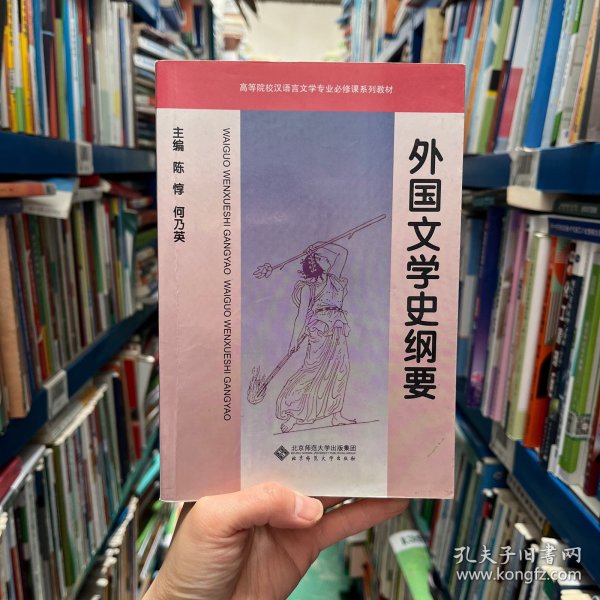 高等院校汉语言文学专业必修课系列教材
外国文学史纲要
主编 陈惇 何乃英
WAIGUO WENXUESHI GANGYAO WAIGUO WENXUESHI GANGYAO
北京师范大学出版集团
北京师范大学出版社
孔夫子旧书网
www.kongfz.com